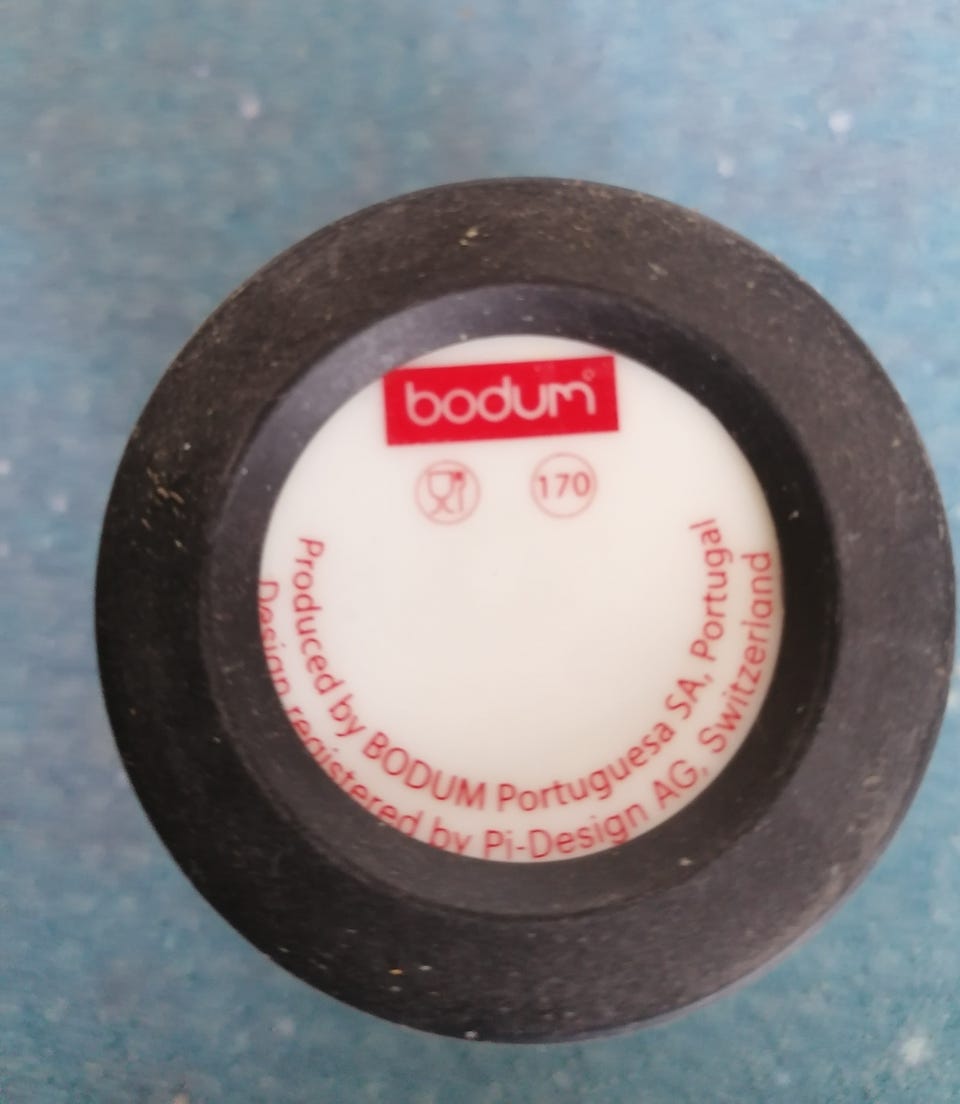 bodum®
170
Produced by BODUM Portuguesa SA, Portugal
Design registered by Pi-Design AG, Switzerland